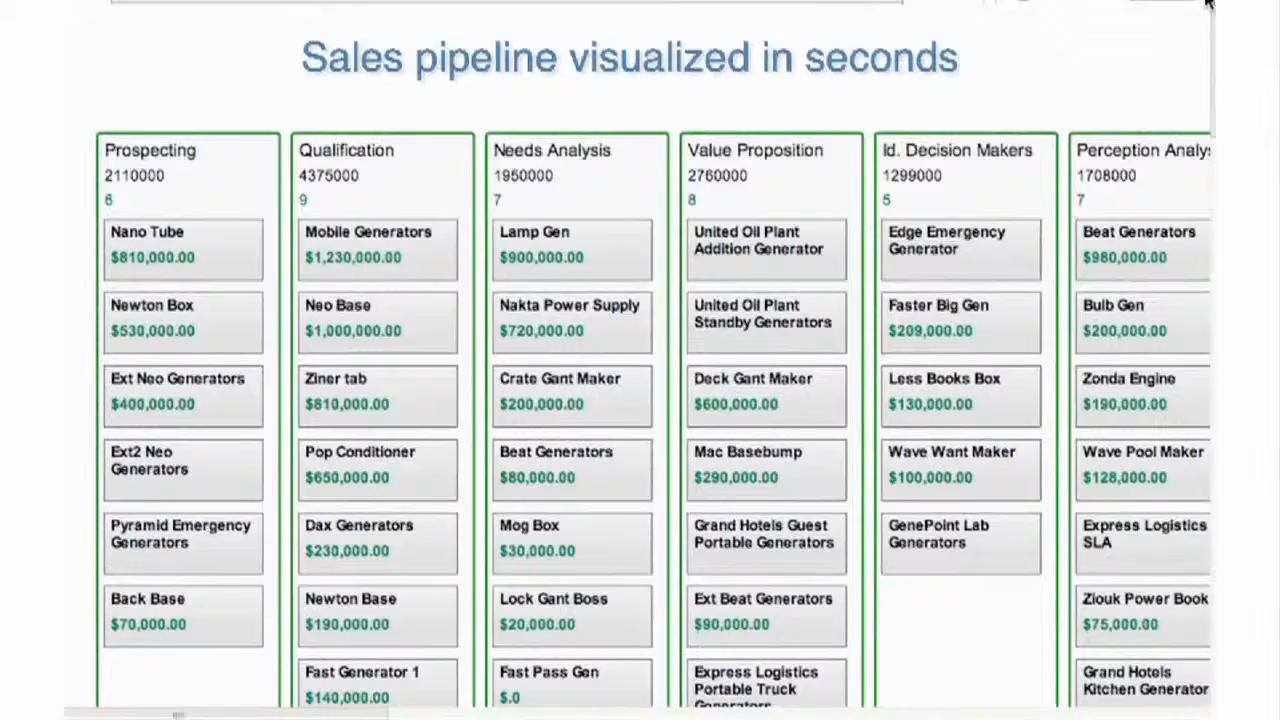 Sales pipeline visualized in seconds
Prospecting
2110000
6
Nano Tube
$810,000.00
Newton Box
$530,000.00
Ext Neo Generators
$400,000.00
Ext2 Neo
Generators
Pyramid Emergency
Generators
Back Base
$70,000.00
Qualification
4375000
9
Mobile Generators
$1,230,000.00
Neo Base
$1,000,000.00
Ziner tab
$810,000.00
Pop Conditioner
$650,000.00
Dax Generators
$230,000.00
Newton Base
$190,000.00
Fast Generator 1
$140,000.00
Needs Analysis
1950000
7
Lamp Gen
$900,000.00
Nakta Power Supply
$720,000.00
Crate Gant Maker
$200,000.00
Beat Generators
$80,000.00
Mog Box
$30,000.00
Lock Gant Boss
$20,000.00
Fast Pass Gen
$.0
Value Proposition
2760000
8
United Oil Plant
Addition Generator
United Oil Plant
Standby Generators
Deck Gant Maker
$600,000.00
Mac Basebump
$290,000.00
Grand Hotels Guest
Portable Generators
Ext Beat Generators
$90,000.00
Express Logistics
Portable Truck
Generators
Id. Decision Makers
1299000
5
Edge Emergency
Generator
Faster Big Gen
$209,000.00
Less Books Box
$130,000.00
Wave Want Maker
$100,000.00
GenePoint Lab
Generators
Perception Analys
1708000
7
Beat Generators
$980,000.00
Bulb Gen
$200,000.00
Zonda Engine
$190,000.00
Wave Pool Maker
$128,000.00
Express Logistics
SLA
Ziouk Power Book
$75,000.00
Grand Hotels
Kitchen Generator